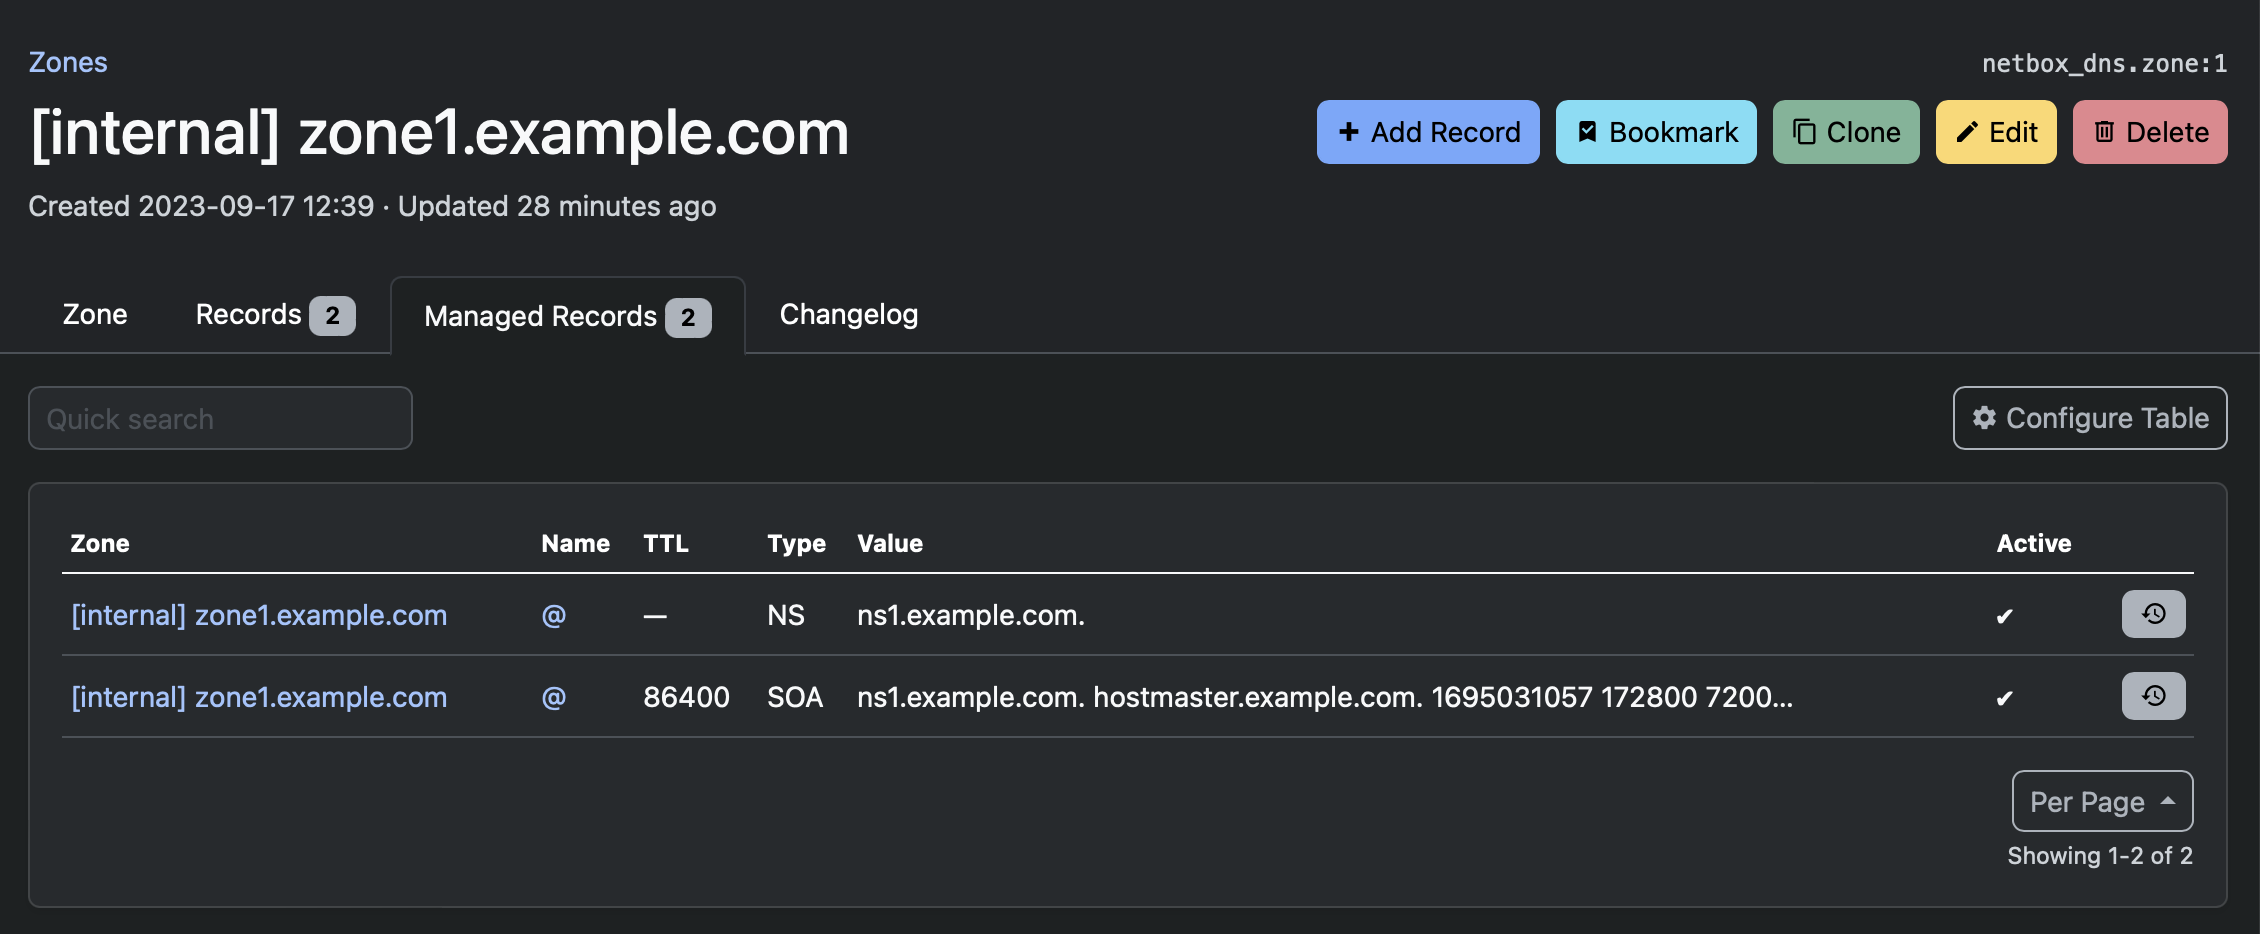 Zones
netbox_dns.zone:1
[internal] zone1.example.com
Add Record
Bookmark
Clone
Edit
Delete
Created 2023-09-17 12:39 · Updated 28 minutes ago
Zone
Records 2
Managed Records 2
Changelog
Quick search
Configure Table
Zone Name TTL Type Value Active
[internal] zone1.example.com @ — NS ns1.example.com. ✔
[internal] zone1.example.com @ 86400 SOA ns1.example.com. hostmaster.example.com. 1695031057 172800 7200... ✔
Per Page
Showing 1-2 of 2